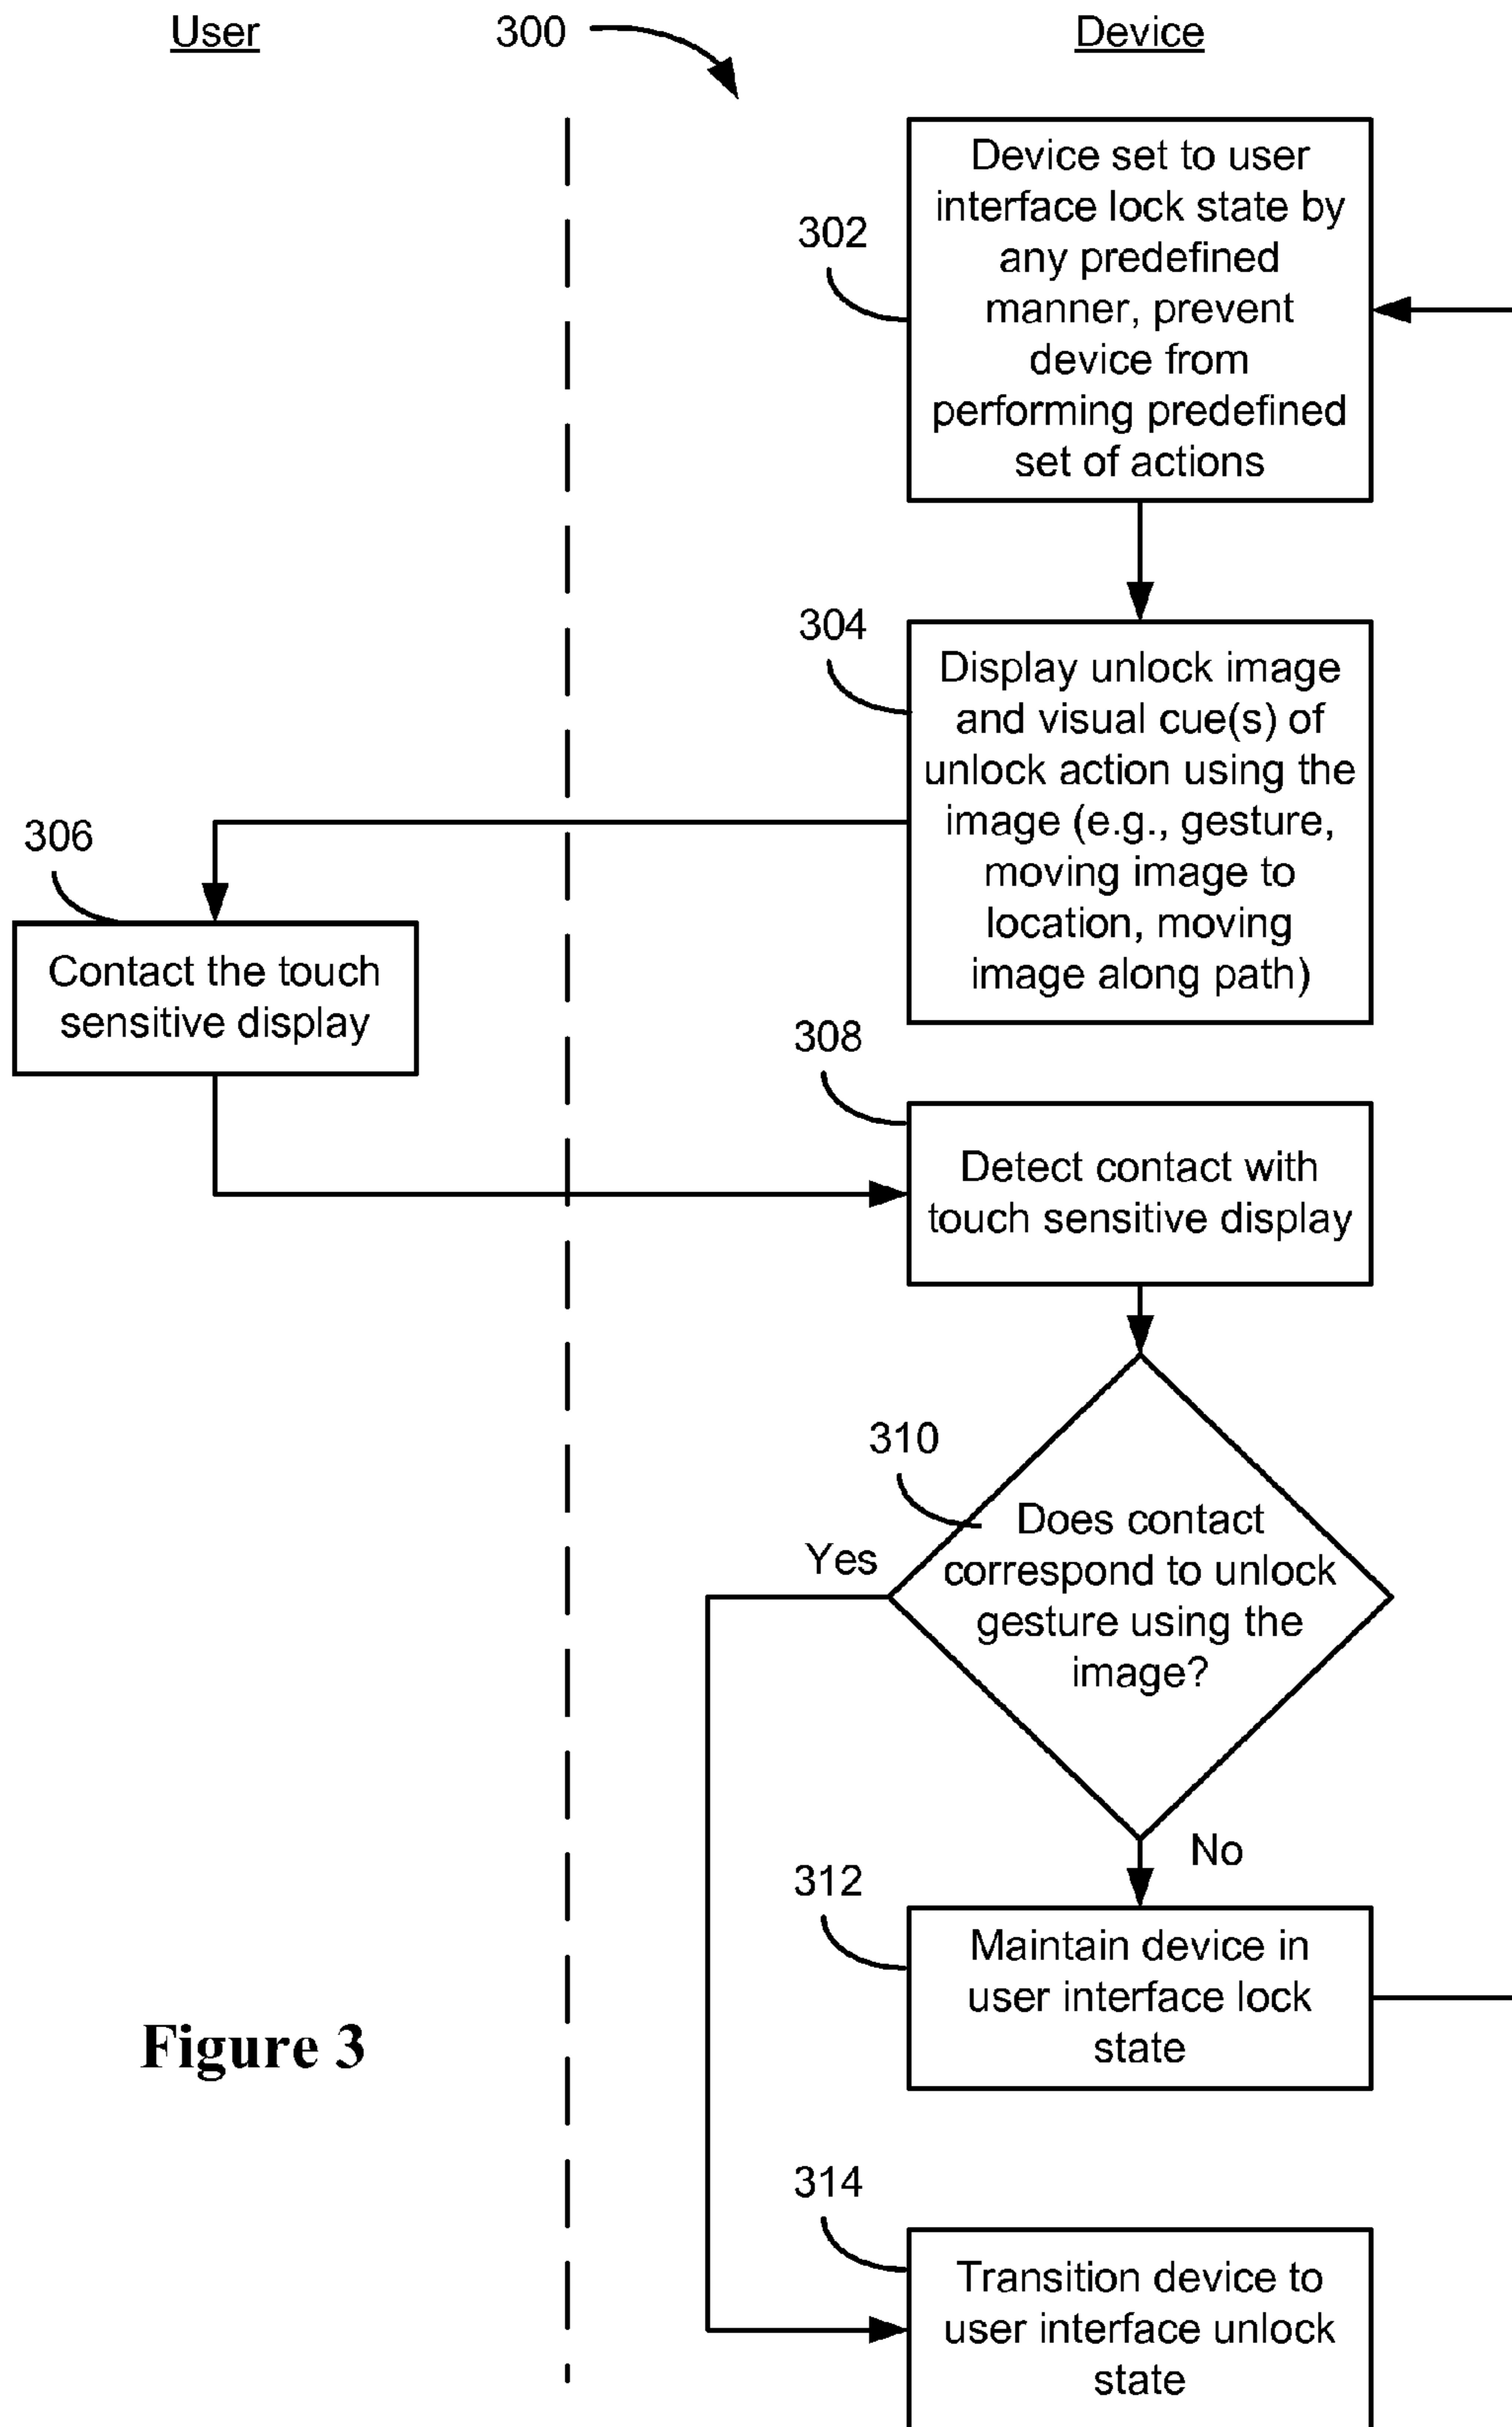 User
300
Device
302
Device set to user
interface lock state by
any predefined
manner, prevent
device from
performing predefined
set of actions
304
Display unlock image
and visual cue(s) of
unlock action using the
image (e.g., gesture,
moving image to
location, moving
image along path)
306
Contact the touch
sensitive display
308
Detect contact with
touch sensitive display
310
Does contact
correspond to unlock
gesture using the
image?
Yes
No
312
Maintain device in
user interface lock
state
Figure 3
314
Transition device to
user interface unlock
state